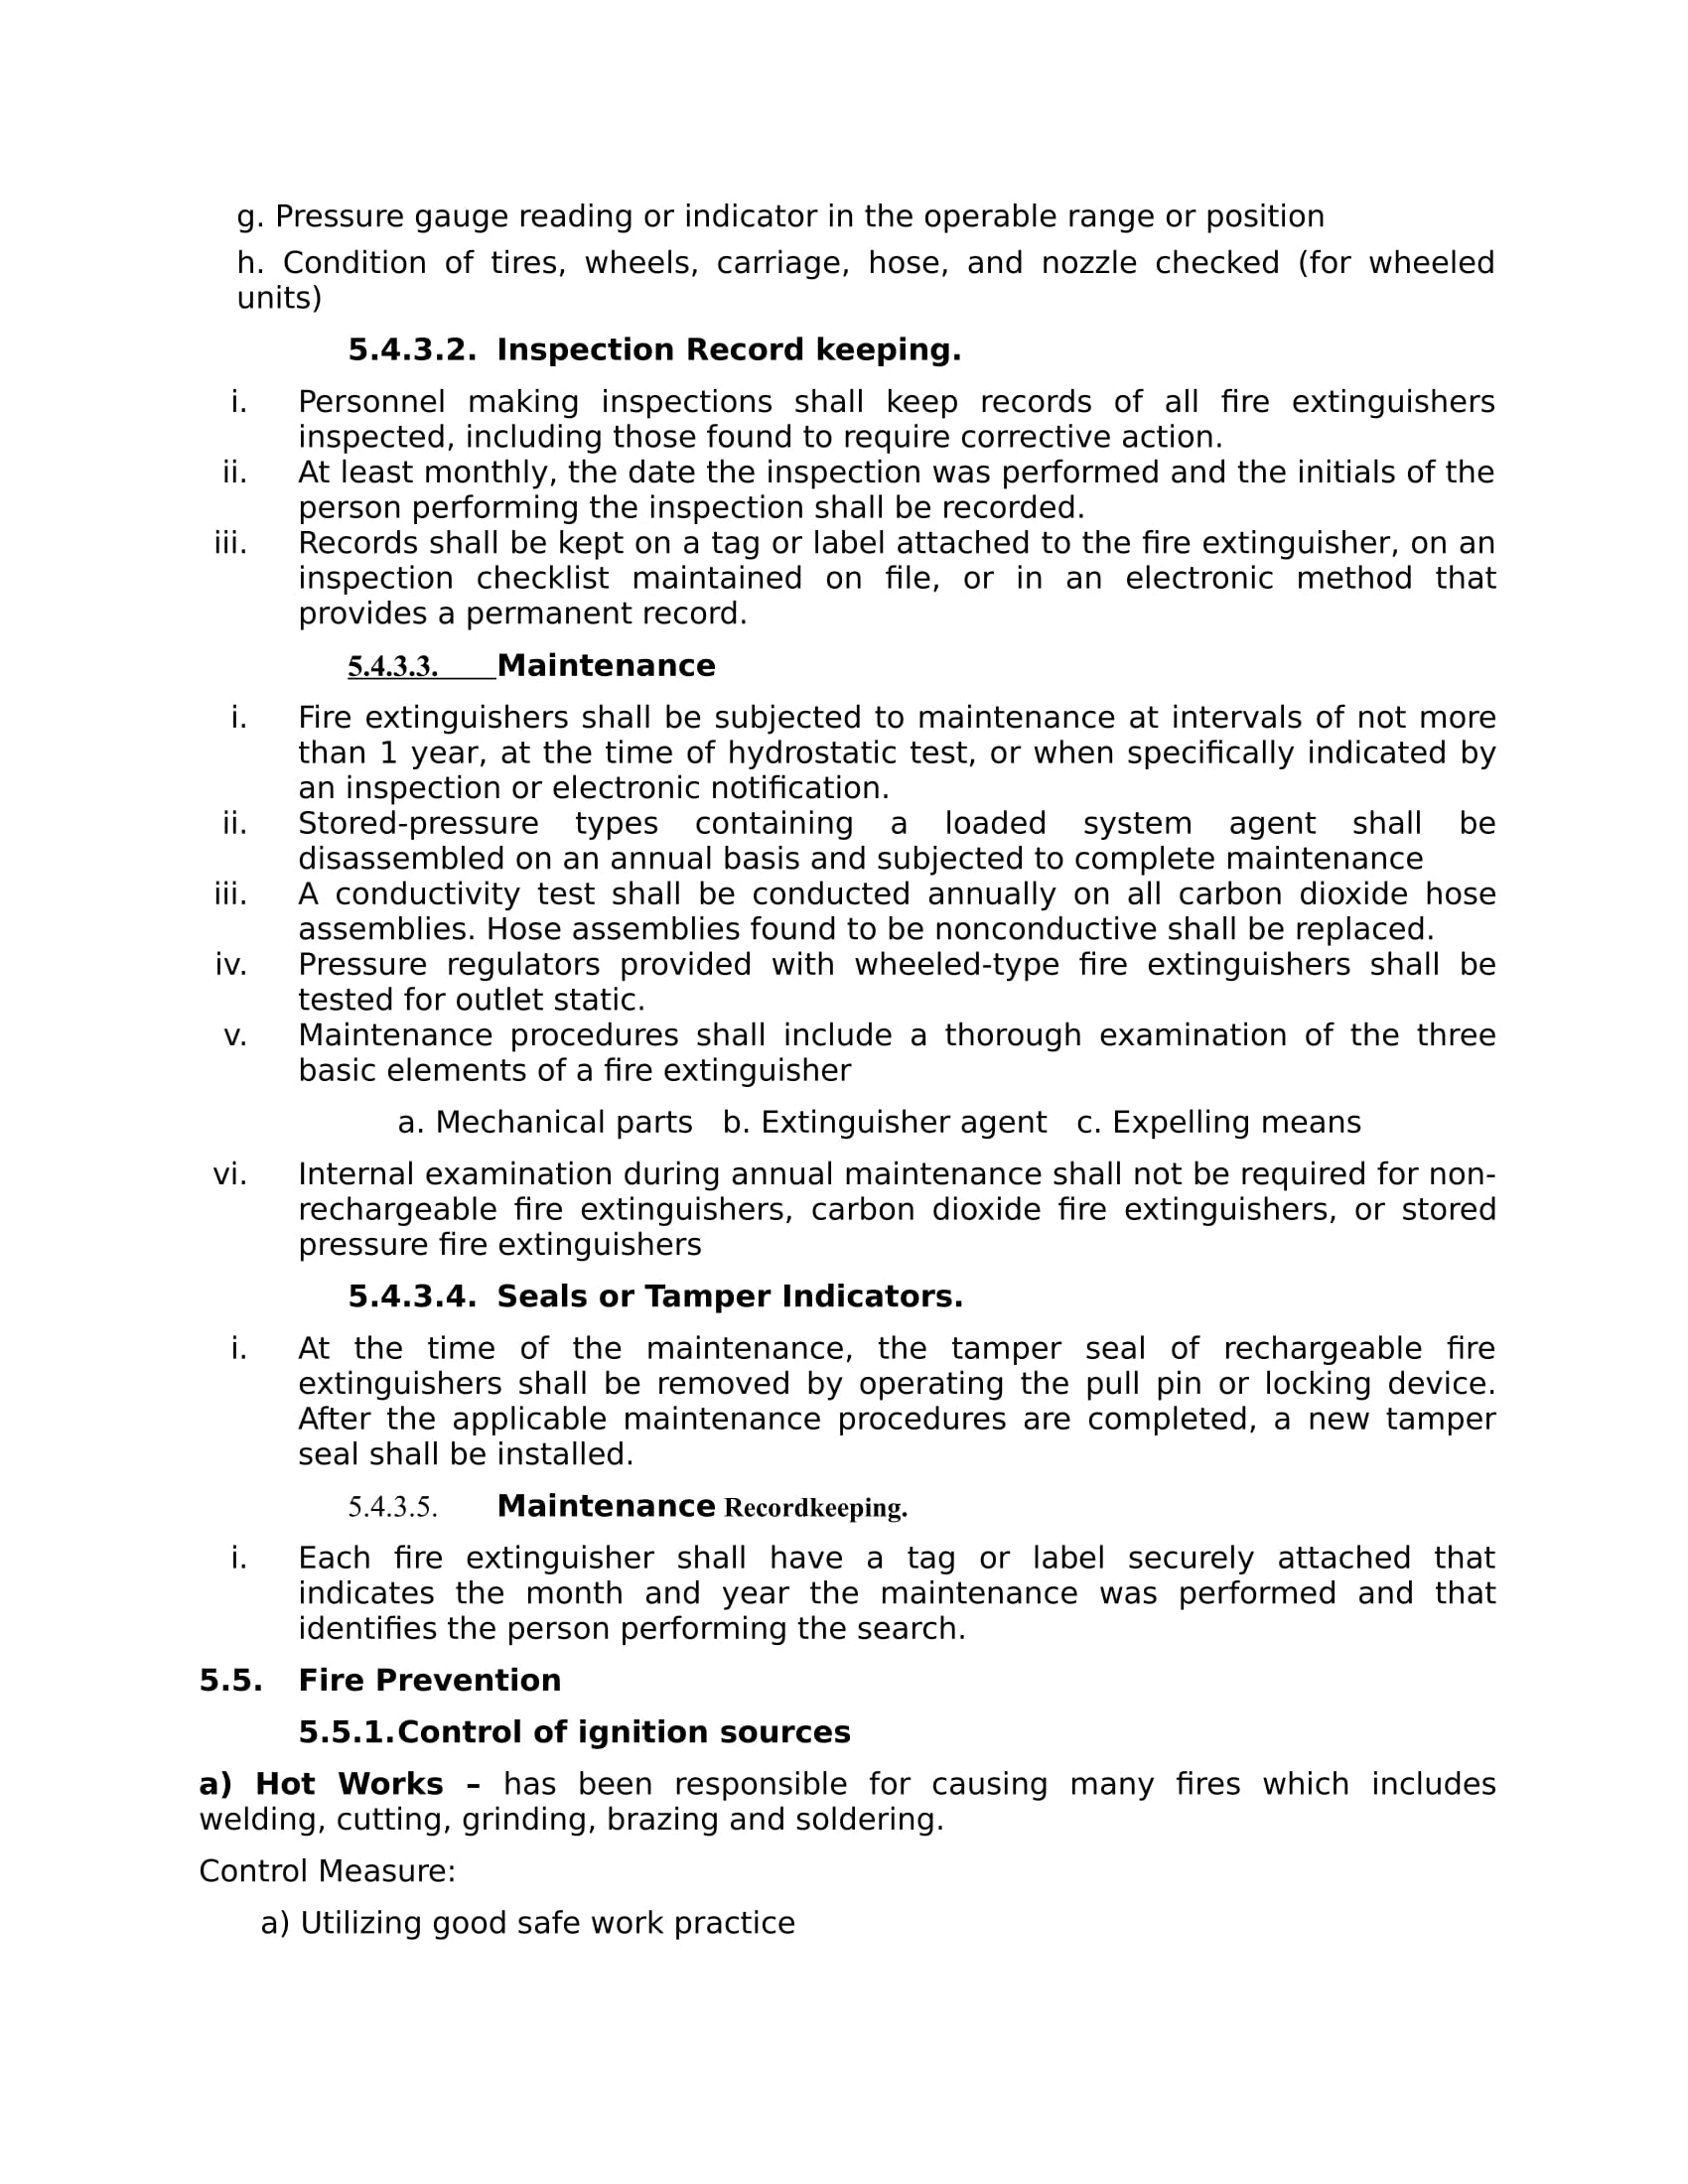 g. Pressure gauge reading or indicator in the operable range or position
h. Condition of tires, wheels, carriage, hose, and nozzle checked (for wheeled
units)
5.4.3.2. Inspection Record keeping.
i. Personnel making inspections shall keep records of all fire extinguishers
inspected, including those found to require corrective action.
ii. At least monthly, the date the inspection was performed and the initials of the
person performing the inspection shall be recorded.
iii. Records shall be kept on a tag or label attached to the fire extinguisher, on an
inspection checklist maintained on file, or in an electronic method that
provides a permanent record.
5.4.3.3. Maintenance
i. Fire extinguishers shall be subjected to maintenance at intervals of not more
than 1 year, at the time of hydrostatic test, or when specifically indicated by
an inspection or electronic notification.
ii. Stored-pressure types containing a loaded system agent shall be
disassembled on an annual basis and subjected to complete maintenance
iii. A conductivity test shall be conducted annually on all carbon dioxide hose
assemblies. Hose assemblies found to be nonconductive shall be replaced.
iv. Pressure regulators provided with wheeled-type fire extinguishers shall be
tested for outlet static.
v. Maintenance procedures shall include a thorough examination of the three
basic elements of a fire extinguisher
a. Mechanical parts b. Extinguisher agent c. Expelling means
vi. Internal examination during annual maintenance shall not be required for non-
rechargeable fire extinguishers, carbon dioxide fire extinguishers, or stored
pressure fire extinguishers
5.4.3.4. Seals or Tamper Indicators.
i. At the time of the maintenance, the tamper seal of rechargeable fire
extinguishers shall be removed by operating the pull pin or locking device.
After the applicable maintenance procedures are completed, a new tamper
seal shall be installed.
5.4.3.5. Maintenance Recordkeeping.
i. Each fire extinguisher shall have a tag or label securely attached that
indicates the month and year the maintenance was performed and that
identifies the person performing the search.
5.5. Fire Prevention
5.5.1. Control of ignition sources
a) Hot Works – has been responsible for causing many fires which includes
welding, cutting, grinding, brazing and soldering.
Control Measure:
a) Utilizing good safe work practice